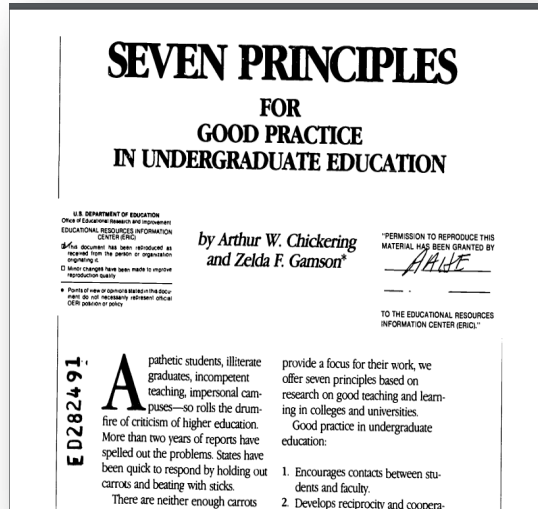 SEVEN PRINCIPLES
FOR
GOOD PRACTICE
IN UNDERGRADUATE EDUCATION
U.S. DEPARTMENT OF EDUCATION
Office of Educational Research and Improvement
EDUCATIONAL RESOURCES INFORMATION
CENTER (ERIC)
This document has been reproduced as
received from the person or organization
originating it.
□ Minor changes have been made to improve
reproduction quality
• Points of view or opinions stated in this docu-
ment do not necessarily represent official
OERI position or policy
by Arthur W. Chickering
and Zelda F. Gamson*
"PERMISSION TO REPRODUCE THIS
MATERIAL HAS BEEN GRANTED BY
AAHE
TO THE EDUCATIONAL RESOURCES
INFORMATION CENTER (ERIC)."
ED282491
Apathetic students, illiterate
graduates, incompetent
teaching, impersonal cam-
puses—so rolls the drum-
fire of criticism of higher education.
More than two years of reports have
spelled out the problems. States have
been quick to respond by holding out
carrots and beating with sticks.
There are neither enough carrots
provide a focus for their work, we
offer seven principles based on
research on good teaching and learn-
ing in colleges and universities.
Good practice in undergraduate
education:
1. Encourages contacts between stu-
dents and faculty.
2. Develops reciprocity and coopera-